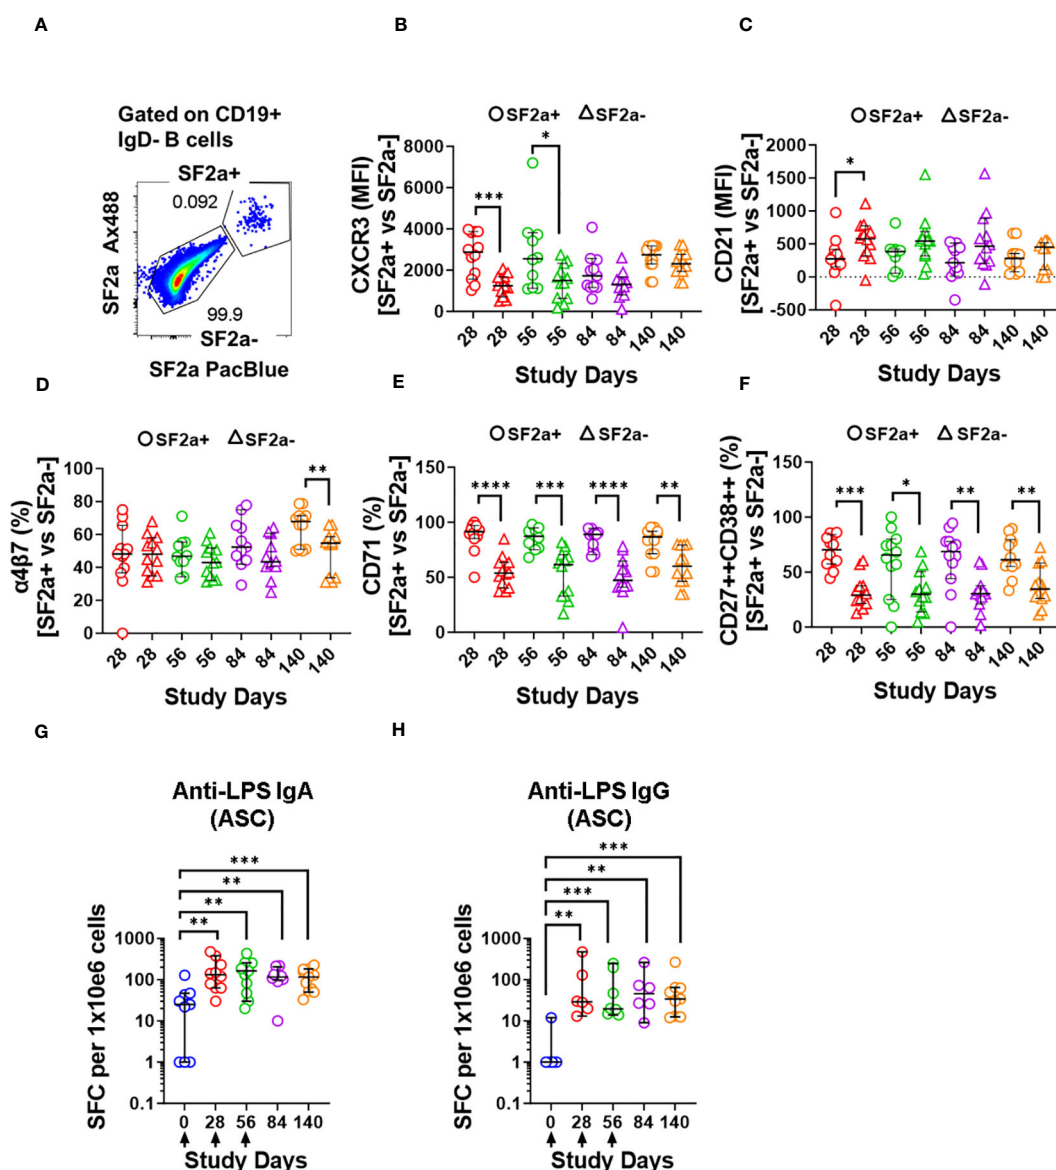 A
Gated on CD19+
IgD- B cells
SF2a+
0.092
SF2a Ax488
99.9
SF2a-
SF2a PacBlue
B
SF2a+ SF2a-
CXCR3 (MFI)
[SF2a+ vs SF2a-]
8000
6000
4000
2000
0
*
***
28 28 56 56 84 84 140 140
Study Days
C
SF2a+ SF2a-
CD21 (MFI)
[SF2a+ vs SF2a-]
2000
1500
1000
500
0
-500
*
28 28 56 56 84 84 140 140
Study Days
D
SF2a+ SF2a-
α4β7 (%)
[SF2a+ vs SF2a-]
100
80
60
40
20
0
**
28 28 56 56 84 84 140 140
Study Days
E
SF2a+ SF2a-
CD71 (%)
[SF2a+ vs SF2a-]
150
100
50
0
**** *** **** **
28 28 56 56 84 84 140 140
Study Days
F
SF2a+ SF2a-
CD27++CD38++ (%)
[SF2a+ vs SF2a-]
150
100
50
0
*** * ** **
28 28 56 56 84 84 140 140
Study Days
G
Anti-LPS IgA
(ASC)
SFC per 1x10e6 cells
***
**
**
**
1000
100
10
1
0.1
0 28 56 84 140
Study Days
H
Anti-LPS IgG
(ASC)
SFC per 1x10e6 cells
***
**
***
**
1000
100
10
1
0.1
0 28 56 84 140
Study Days